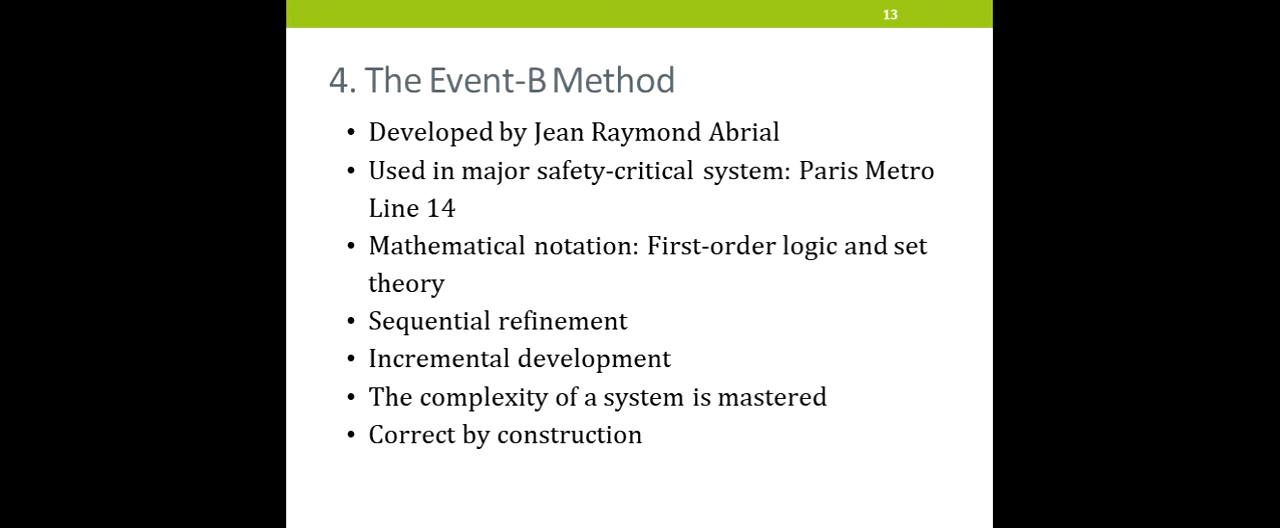 13
4. The Event-B Method
• Developed by Jean Raymond Abrial
• Used in major safety-critical system: Paris Metro
Line 14
• Mathematical notation: First-order logic and set
theory
• Sequential refinement
• Incremental development
• The complexity of a system is mastered
• Correct by construction